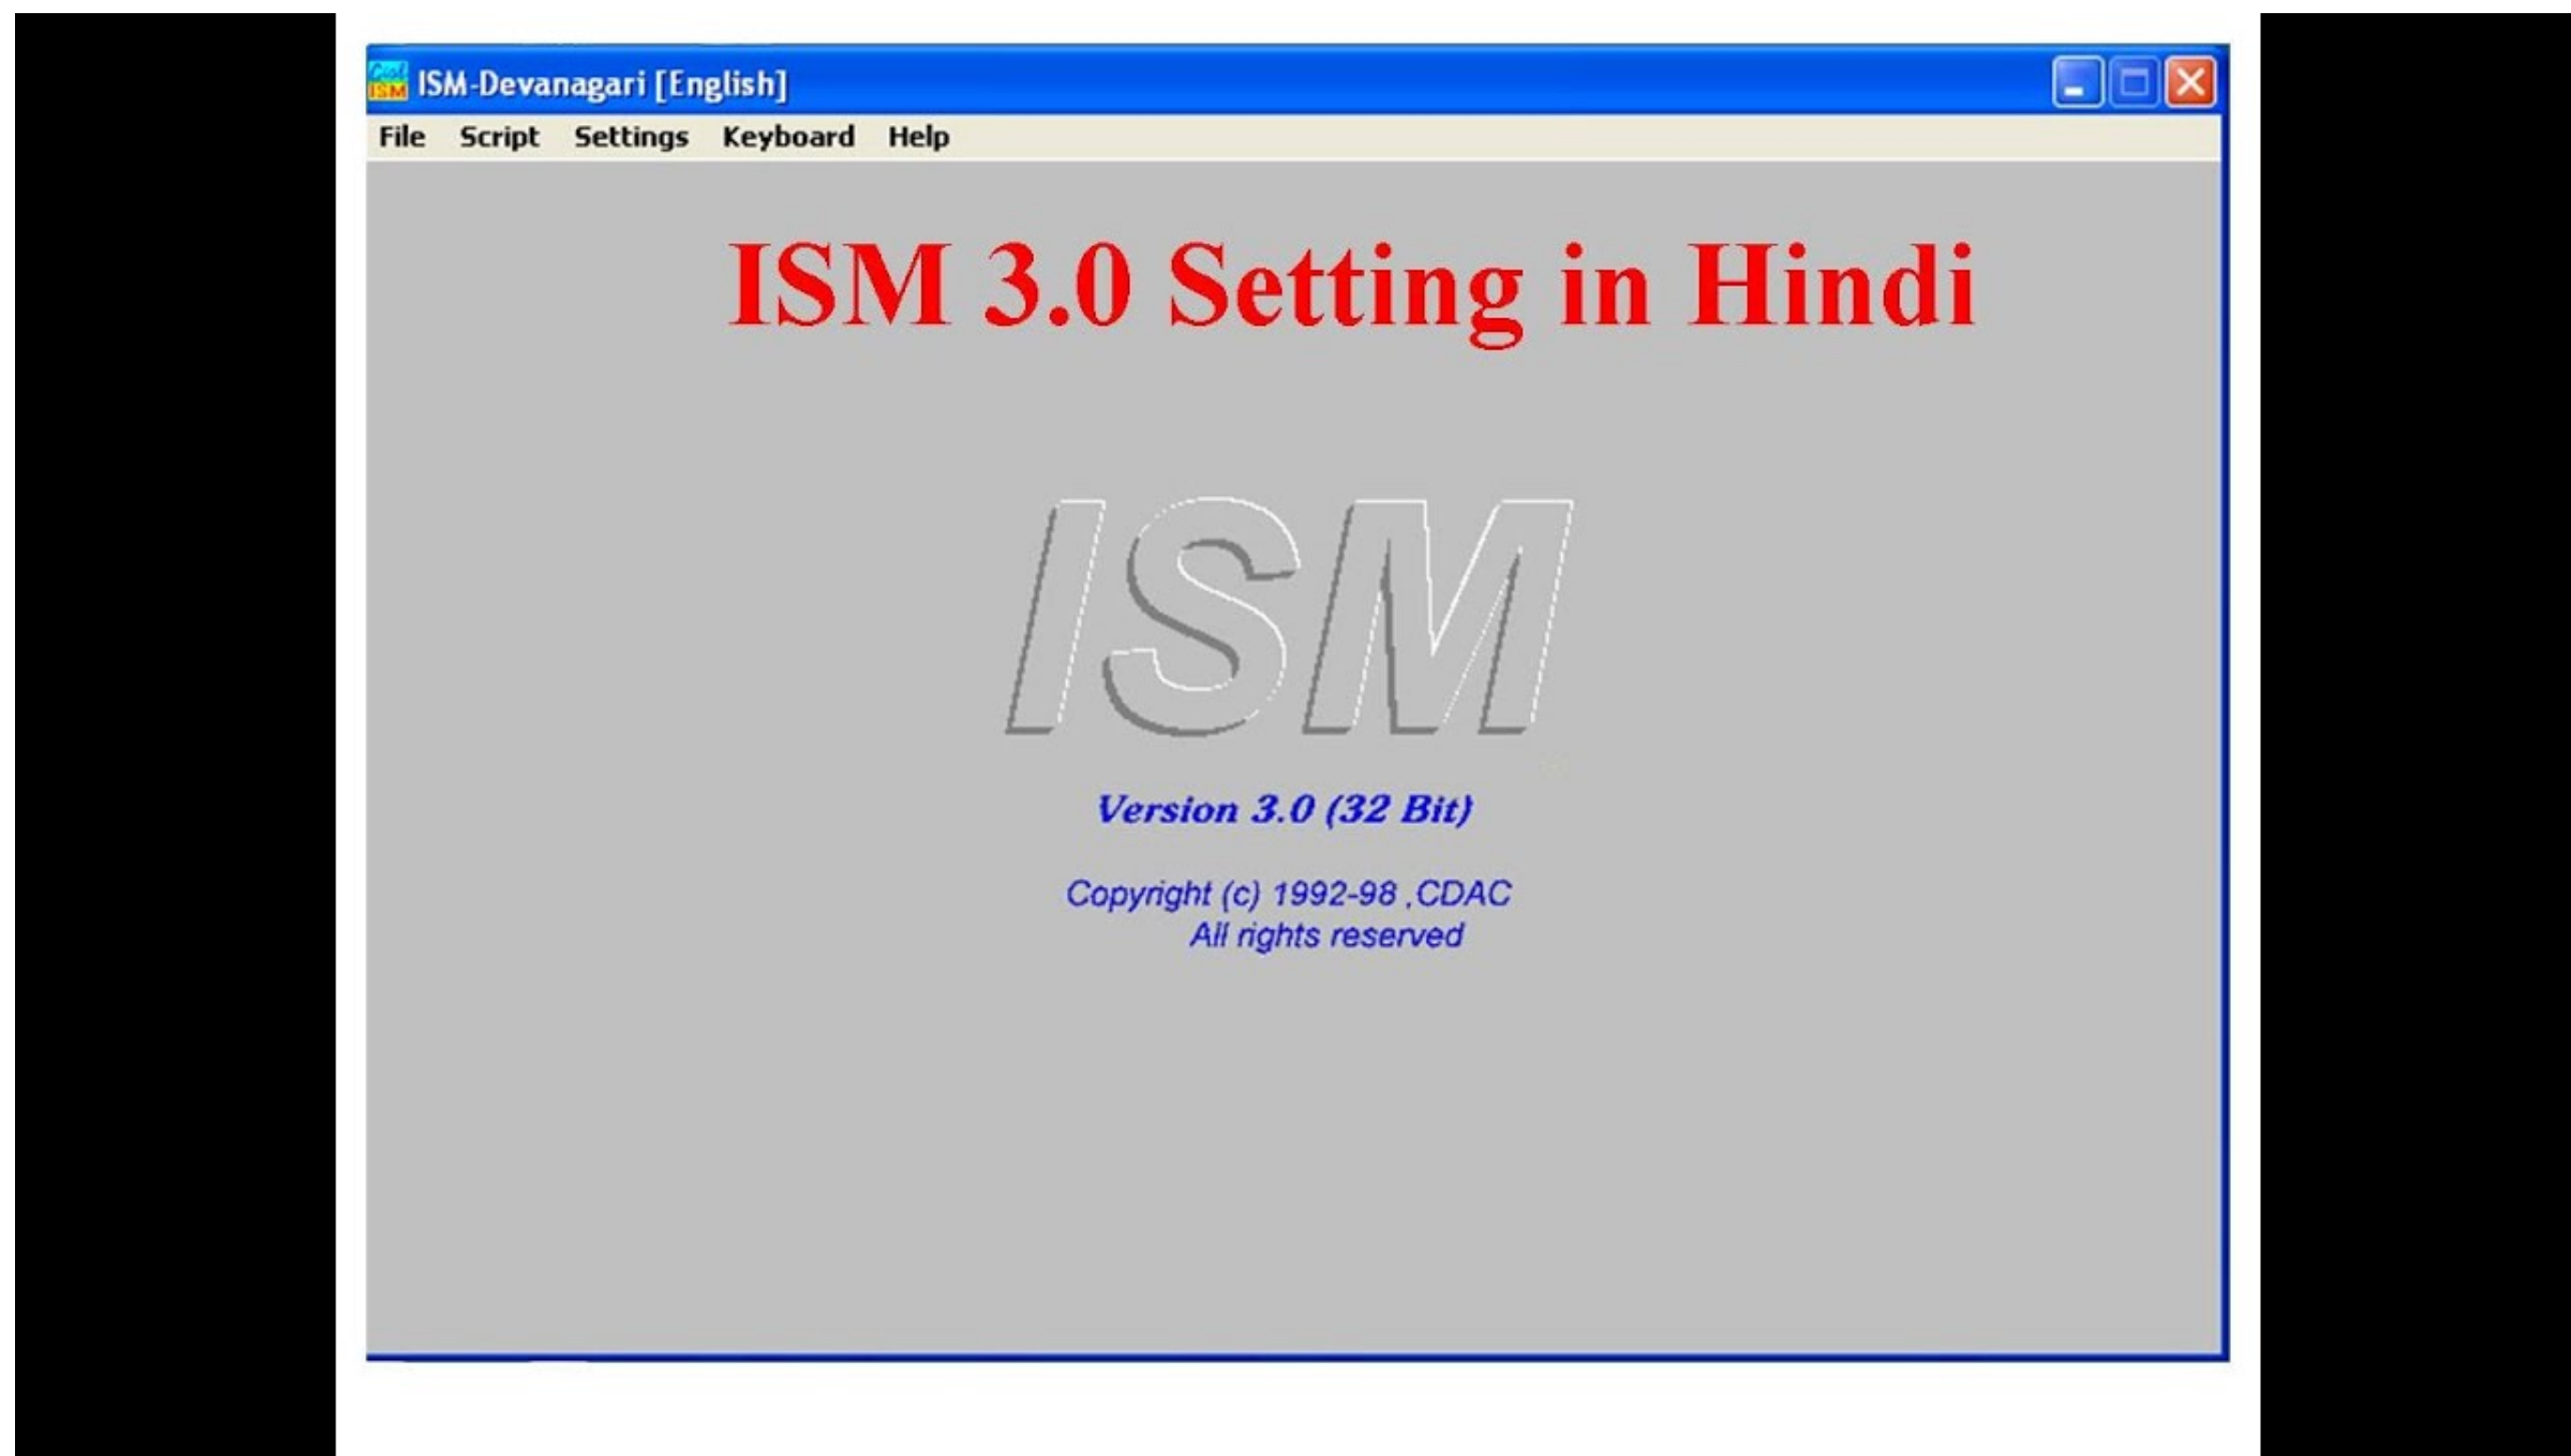 ISM-Devanagari [English]
File Script Settings Keyboard Help
ISM 3.0 Setting in Hindi
ISM
Version 3.0 (32 Bit)
Copyright (c) 1992-98 ,CDAC
All rights reserved